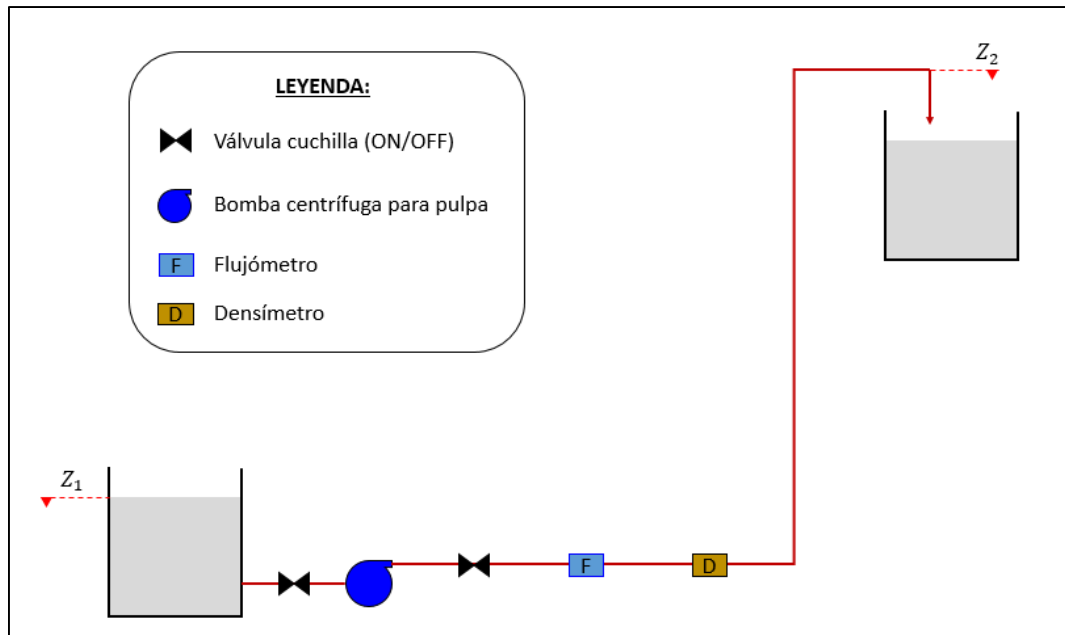 Z₂
LEYENDA:
Válvula cuchilla (ON/OFF)
Bomba centrífuga para pulpa
F Flujómetro
D Densímetro
Z₁
F D